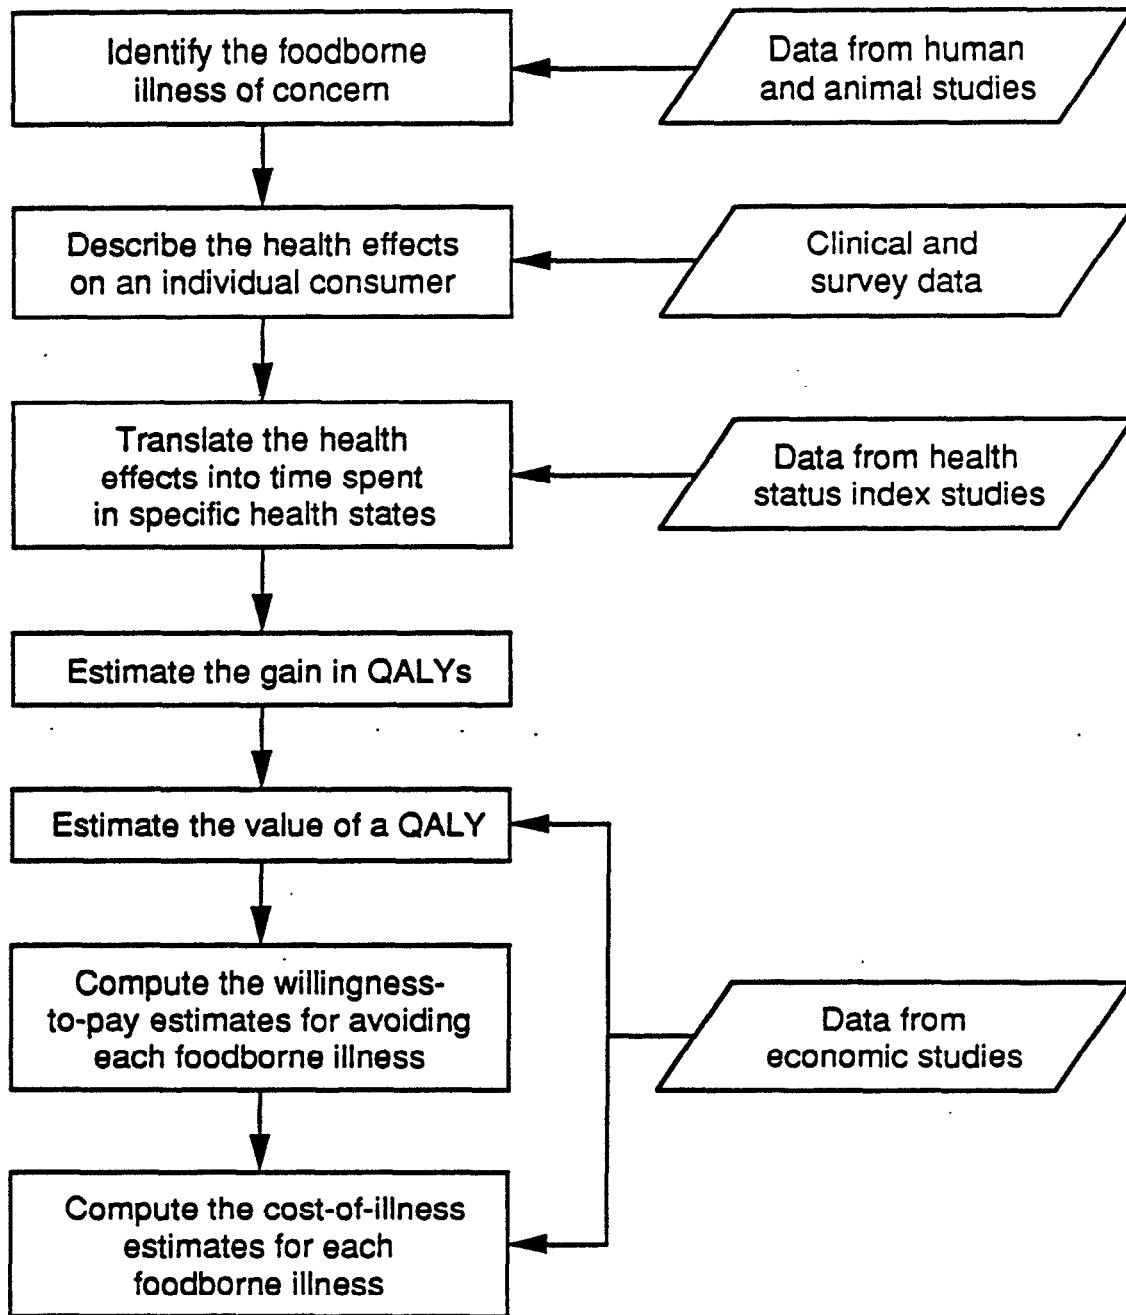 Identify the foodborne
illness of concern
Data from human
and animal studies
Describe the health effects
on an individual consumer
Clinical and
survey data
Translate the health
effects into time spent
in specific health states
Data from health
status index studies
Estimate the gain in QALYs
Estimate the value of a QALY
Compute the willingness-
to-pay estimates for avoiding
each foodborne illness
Data from
economic studies
Compute the cost-of-illness
estimates for each
foodborne illness